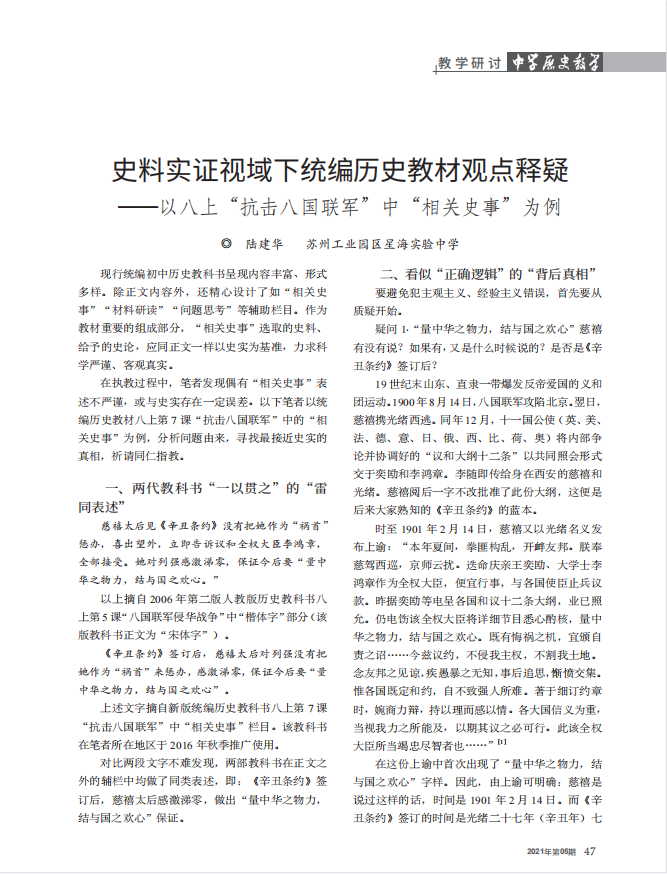 教学研讨 中学历史教学
史料实证视域下统编历史教材观点释疑
——以八上“抗击八国联军”中“相关史事”为例
◎ 陆建华 苏州工业园区星海实验中学
现行统编初中历史教科书呈现内容丰富、形式
多样。除正文内容外，还精心设计了如“相关史
事”“材料研读”“问题思考”等辅助栏目。作为
教材重要的组成部分，“相关史事”选取的史料、
给予的史论，应同正文一样以史实为基准，力求科
学严谨、客观真实。
在执教过程中，笔者发现偶有“相关史事”表
述不严谨，或与史实存在一定误差。以下笔者以统
编历史教材八上第7课“抗击八国联军”中的“相
关史事”为例，分析问题由来，寻找最接近史实的
真相，祈请同仁指教。
一、两代教科书“一以贯之”的“雷
同表述”
慈禧太后见《辛丑条约》没有把她作为“祸首”
惩办，喜出望外，立即告诉议和全权大臣李鸿章，
全部接受。她对列强感激涕零，保证今后要“量中
华之物力，结与国之欢心。”
以上摘自2006年第二版人教版历史教科书八
上第5课“八国联军侵华战争”中“楷体字”部分（该
版教科书正文为“宋体字”）。
《辛丑条约》签订后，慈禧太后对列强没有把
她作为“祸首”来惩办，感激涕零，保证今后要“量
中华之物力，结与国之欢心”。
上述文字摘自新版统编历史教科书八上第7课
“抗击八国联军”中“相关史事”栏目。该教科书
在笔者所在地区于2016年秋季推广使用。
对比两段文字不难发现，两部教科书在正文之
外的辅栏中均做了同类表述，即：《辛丑条约》签
订后，慈禧太后感激涕零，做出“量中华之物力，
结与国之欢心”保证。
二、看似“正确逻辑”的“背后真相”
要避免犯主观主义、经验主义错误，首先要从
质疑开始。
疑问1·“量中华之物力，结与国之欢心”慈禧
有没有说？如果有，又是什么时候说的？是否是《辛
丑条约》签订后？
19世纪末山东、直隶一带爆发反帝爱国的义和
团运动。1900年8月14日，八国联军攻陷北京。翌日，
慈禧携光绪西逃。同年12月，十一国公使（英、美、
法、德、意、日、俄、西、比、荷、奥）将内部争
论并协调好的“议和大纲十二条”以共同照会形式
交于奕劻和李鸿章。李随即传给身在西安的慈禧和
光绪。慈禧阅后一字不改批准了此份大纲，这便是
后来大家熟知的《辛丑条约》的蓝本。
时至1901年2月14日，慈禧又以光绪名义发
布上谕：“本年夏间，拳匪构乱，开衅友邦。朕奉
慈驾西巡，京师云扰。迭命庆亲王奕劻、大学士李
鸿章作为全权大臣，便宜行事，与各国使臣止兵议
款。昨据奕劻等电呈各国和议十二条大纲，业已照
允。仍电饬该全权大臣将详细节目悉心酌核，量中
华之物力，结与国之欢心。既有悔祸之机，宜颁自
责之诏……今兹议约，不侵我主权，不割我土地。
念友邦之见谅，疾愚暴之无知，事后追思，惭愤交集。
惟各国既定和约，自不致强人所难。著于细订约章
时，婉商力辩，持以理而感以情。各大国信义为重，
当视我力之所能及，以期其议之必可行。此该全权
大臣所当竭忠尽智者也……”[1]
在这份上谕中首次出现了“量中华之物力，结
与国之欢心”字样。因此，由上谕可明确：慈禧是
说过这样的话，时间是1901年2月14日。而《辛
丑条约》签订的时间是光绪二十七年（辛丑年）七
2021年第05期 47